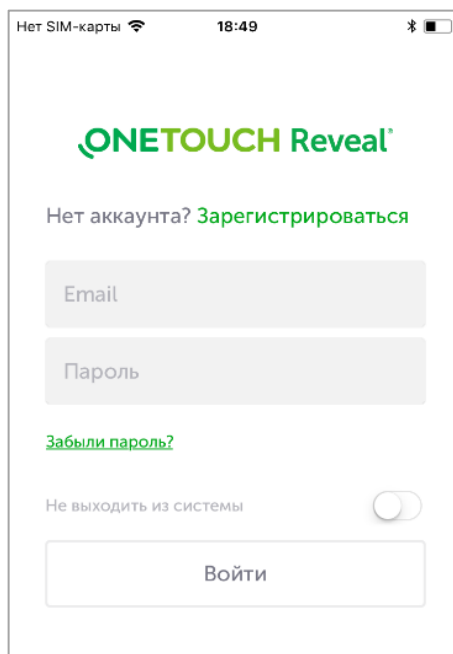 Нет SIM-карты 18:49
ONETOUCH Reveal®
Нет аккаунта? Зарегистрироваться
Email
Пароль
Забыли пароль?
Не выходить из системы
Войти